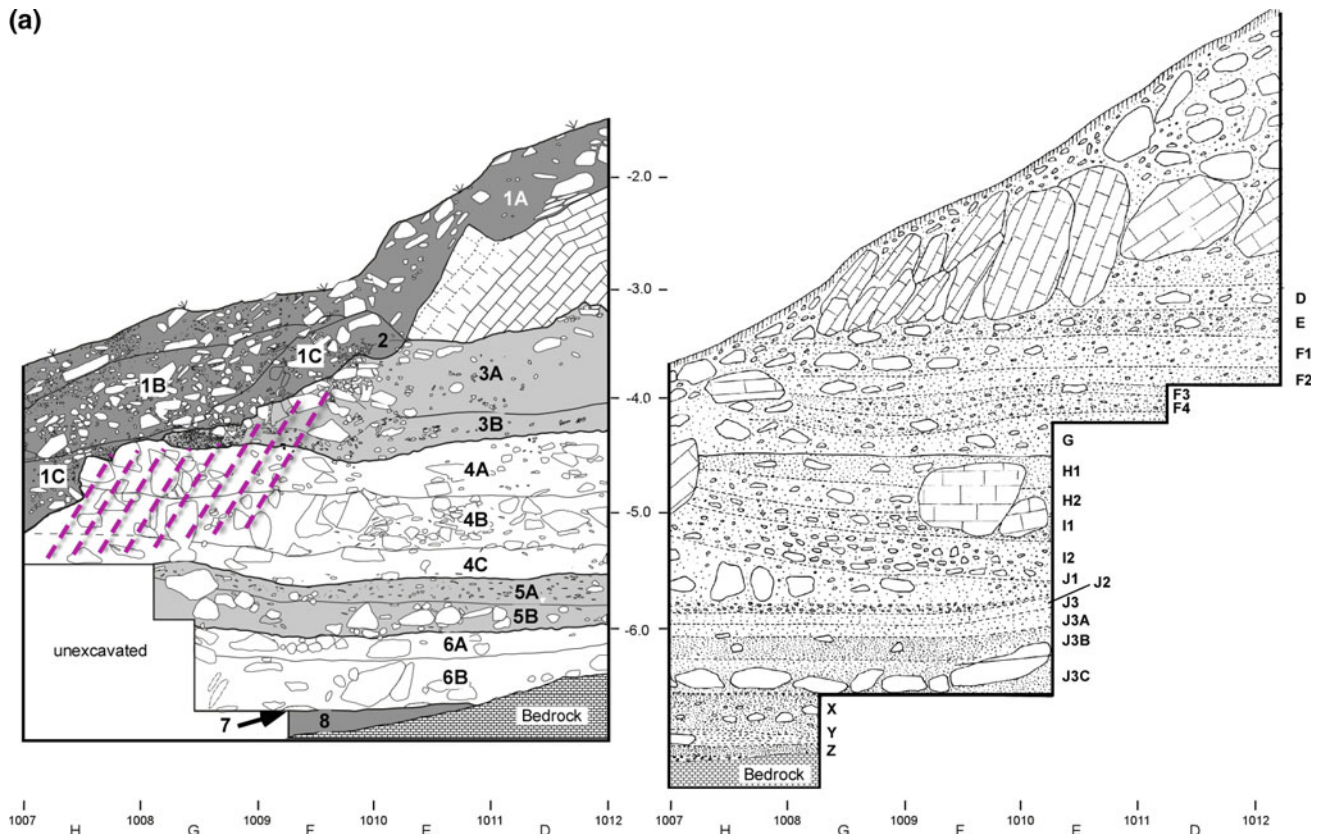 (a)
1A
2
1C
1B
3A
3B
1C
4A
4B
4C
5A
5B
unexcavated
6A
6B
7
8
Bedrock
-2.0
-3.0
-4.0
-5.0
-6.0
D
E
F1
F2
F3
F4
G
H1
H2
I1
I2
J1
J2
J3
J3A
J3B
J3C
X
Y
Z
Bedrock
1007 1008 1009 1010 1011 1012
H G F E D
1007 1008 1009 1010 1011 1012
H G F E D